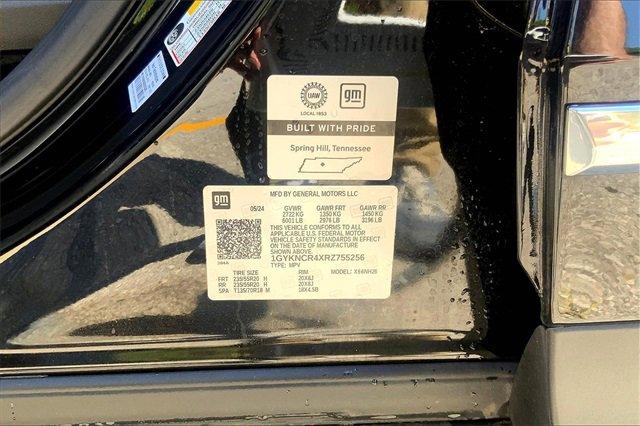 UAW
gm
LOCAL 1853
BUILT WITH PRIDE
Spring Hill, Tennessee
gm
MFD BY GENERAL MOTORS LLC
05/24 GVWR GAWR FRT GAWR RR
2722 KG 1350 KG 1450 KG
6001 LB 2976 LB 3196 LB
THIS VEHICLE CONFORMS TO ALL
APPLICABLE U.S. FEDERAL MOTOR
VEHICLE SAFETY STANDARDS IN EFFECT
ON THE DATE OF MANUFACTURE
SHOWN ABOVE.
1GYKNCR4XRZ755256
TYPE: MPV
TIRE SIZE RIM MODEL: X66NH26
FRT 235/55R20 H 20X8J
RR 235/55R20 H 20X8J
SPA T135/70R18 M 18X4.5B